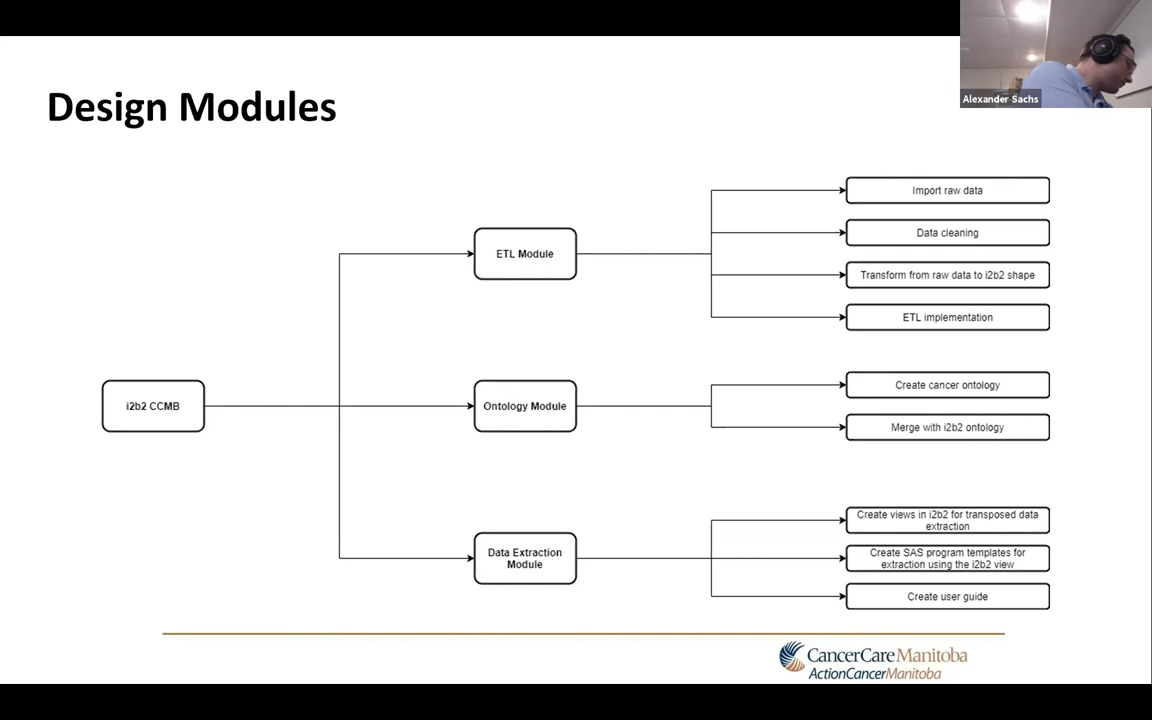 Alexander Sachs
Design Modules
Import raw data
Data cleaning
ETL Module
Transform from raw data to i2b2 shape
ETL implementation
i2b2 CCMB
Ontology Module
Create cancer ontology
Merge with i2b2 ontology
Data Extraction
Module
Create views in i2b2 for transposed data
extraction
Create SAS program templates for
extraction using the i2b2 view
Create user guide
CancerCareManitoba
ActionCancerManitoba